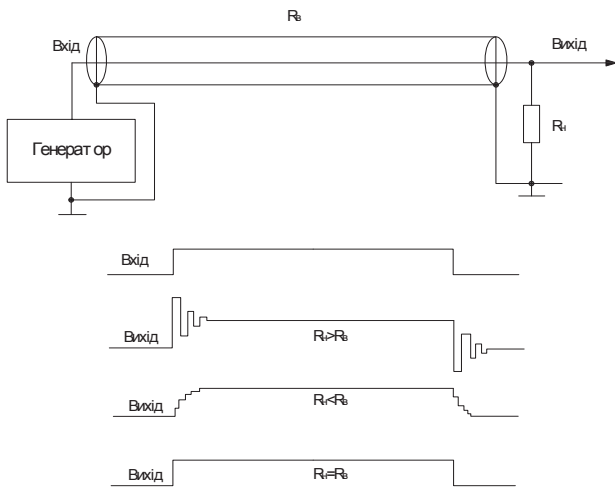 Rв
Вхід
Вихід
Генератор
Rн
Вхід
Вихід
Rн>Rв
Вихід
Rн<Rв
Вихід
Rн=Rв